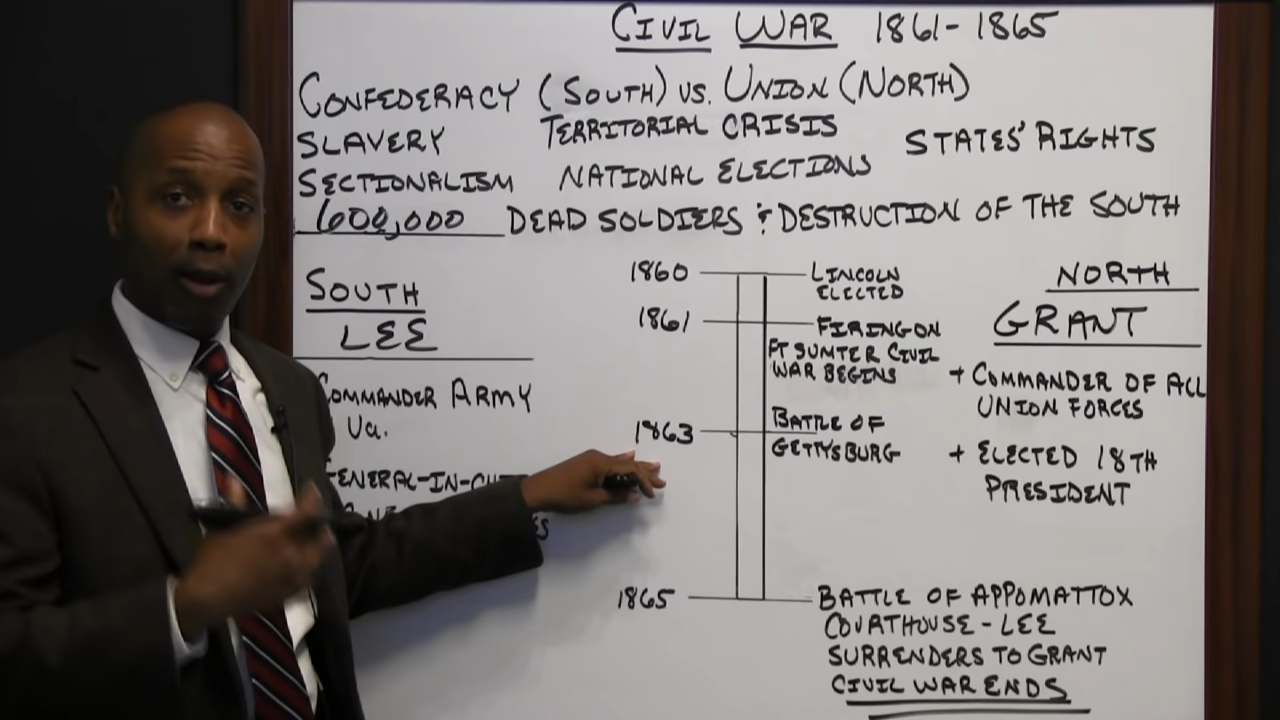 CIVIL WAR 1861-1865
CONFEDERACY (SOUTH) VS. UNION (NORTH)
SLAVERY TERRITORIAL CRISIS STATES' RIGHTS
SECTIONALISM NATIONAL ELECTIONS
600,000 DEAD SOLDIERS & DESTRUCTION OF THE SOUTH
SOUTH
LEE
COMMANDER ARMY
Va.
1860 LINCOLN
ELECTED
1861 FIRING ON
FT SUMTER CIVIL
WAR BEGINS
1863 BATTLE OF
GETTYSBURG
1865 BATTLE OF APPOMATTOX
COURTHOUSE - LEE
SURRENDERS TO GRANT
CIVIL WAR ENDS
NORTH
GRANT
+ COMMANDER OF ALL
UNION FORCES
+ ELECTED 18TH
PRESIDENT